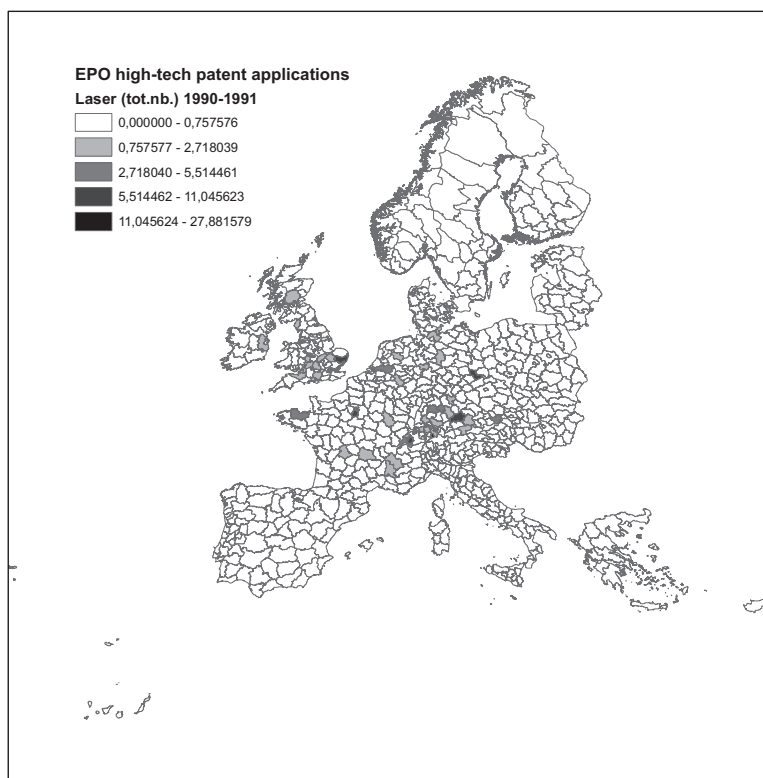 EPO high-tech patent applications
Laser (tot.nb.) 1990-1991
0,000000 - 0,757576
0,757577 - 2,718039
2,718040 - 5,514461
5,514462 - 11,045623
11,045624 - 27,881579